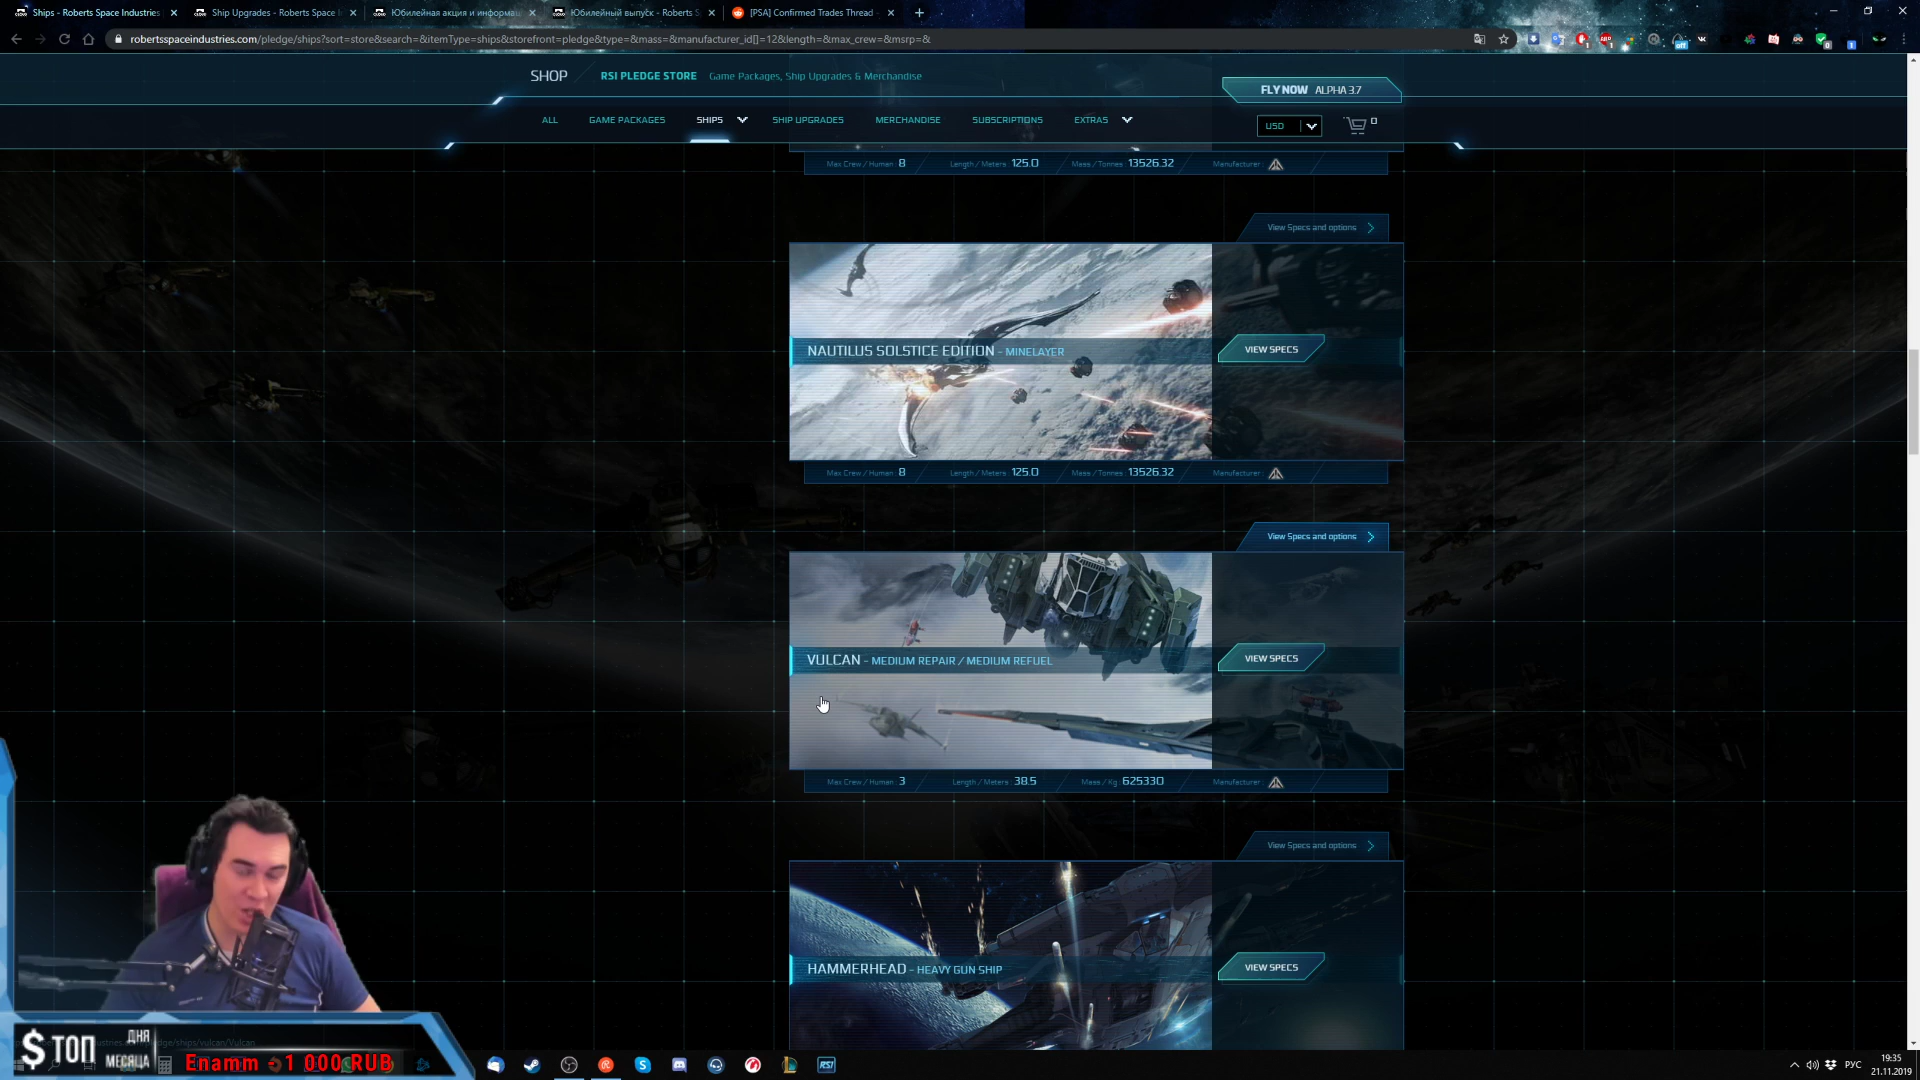 Ships - Roberts Space Industries
Ship Upgrades - Roberts Space I
Юбилейная акция и информа
Юбилейный выпуск - Roberts S
[PSA] Confirmed Trades Thread
robertsspaceindustries.com/pledge/ships?sort=store&search=&itemType=ships&storefront=pledge&type=&mass=&manufacturer_id[]=12&length=&max_crew=&msrp=&
SHOP
RSI PLEDGE STORE
Game Packages, Ship Upgrades & Merchandise
FLY NOW ALPHA 3.7
ALL
GAME PACKAGES
SHIPS
SHIP UPGRADES
MERCHANDISE
SUBSCRIPTIONS
EXTRAS
USD
0
Max Crew / Human: 8
Length / Meters: 125.0
Mass / Tonnes: 13526.32
Manufacturer:
View Specs and options
NAUTILUS SOLSTICE EDITION - MINELAYER
VIEW SPECS
Max Crew / Human: 8
Length / Meters: 125.0
Mass / Tonnes: 13526.32
Manufacturer:
View Specs and options
VULCAN - MEDIUM REPAIR / MEDIUM REFUEL
VIEW SPECS
Max Crew / Human: 3
Length / Meters: 38.5
Mass / Kg: 625330
Manufacturer:
View Specs and options
HAMMERHEAD - HEAVY GUN SHIP
VIEW SPECS
$ТОП
ДНЯ
МЕСЯЦА
Enamm - 1 000 RUB
RSI
РУС
19:35
21.11.2019